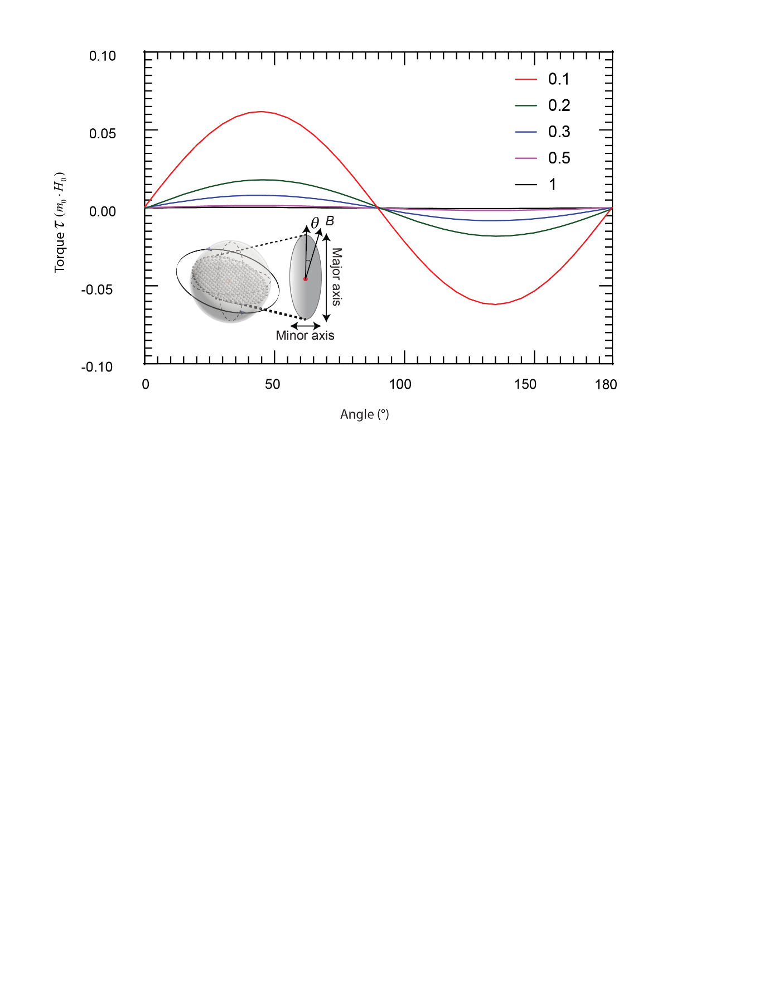 0.10
0.05
0.00
-0.05
-0.10
Torque τ (m₀ · H₀)
0.1
0.2
0.3
0.5
1
θ B
Major axis
Minor axis
0 50 100 150 180
Angle (°)